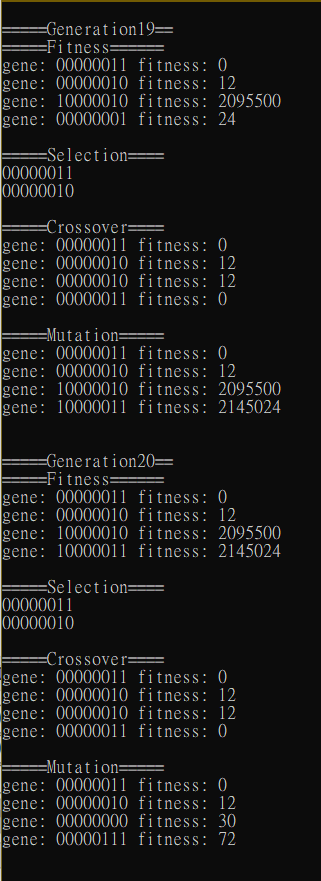 =====Generation19==
=====Fitness======
gene: 00000011 fitness: 0
gene: 00000010 fitness: 12
gene: 10000010 fitness: 2095500
gene: 00000001 fitness: 24
=====Selection====
00000011
00000010
=====Crossover====
gene: 00000011 fitness: 0
gene: 00000010 fitness: 12
gene: 00000010 fitness: 12
gene: 00000011 fitness: 0
=====Mutation=====
gene: 00000011 fitness: 0
gene: 00000010 fitness: 12
gene: 10000010 fitness: 2095500
gene: 10000011 fitness: 2145024
=====Generation20==
=====Fitness======
gene: 00000011 fitness: 0
gene: 00000010 fitness: 12
gene: 10000010 fitness: 2095500
gene: 10000011 fitness: 2145024
=====Selection====
00000011
00000010
=====Crossover====
gene: 00000011 fitness: 0
gene: 00000010 fitness: 12
gene: 00000010 fitness: 12
gene: 00000011 fitness: 0
=====Mutation=====
gene: 00000011 fitness: 0
gene: 00000010 fitness: 12
gene: 00000000 fitness: 30
gene: 00000111 fitness: 72